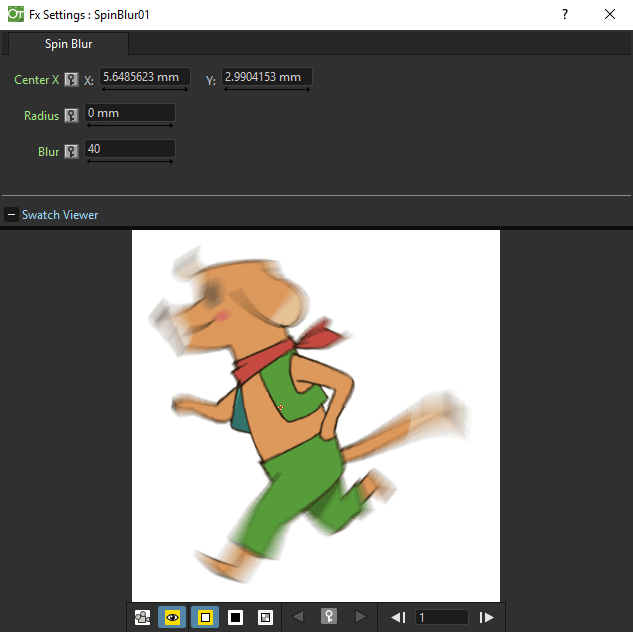 OT Fx Settings : SpinBlur01 ?
Spin Blur
Center X X: 5.6485623 mm Y: 2.9904153 mm
Radius 0 mm
Blur 40
Swatch Viewer
1